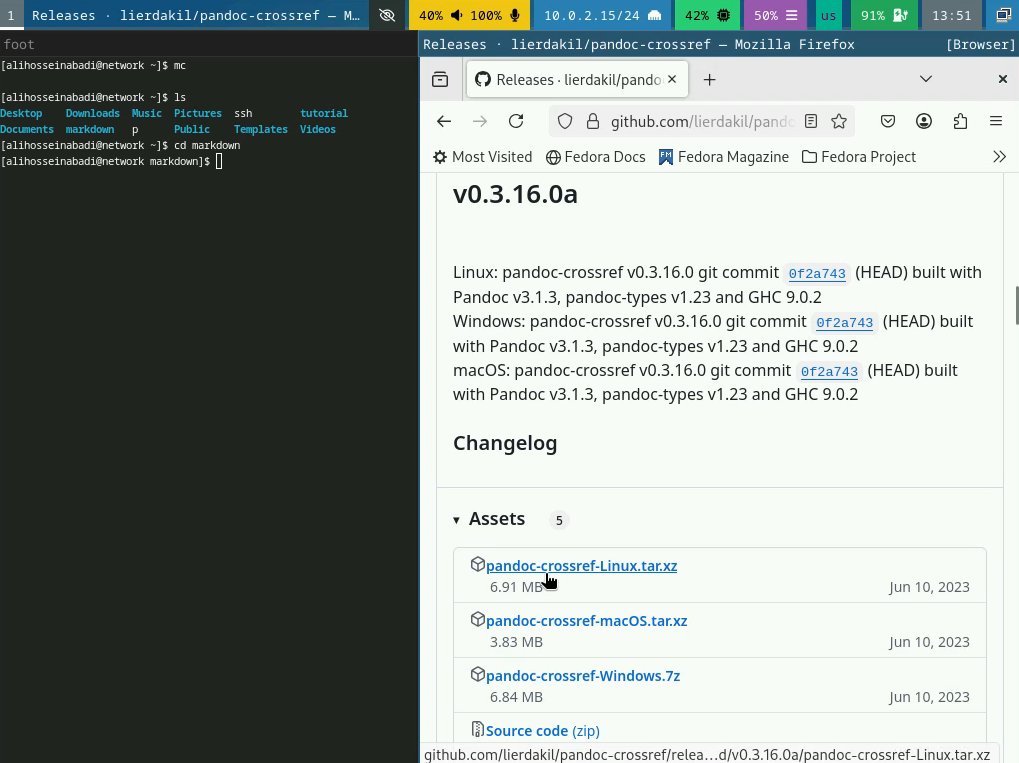 1 Releases · lierdakil/pandoc-crossref — M… 40% 100% 10.0.2.15/24 42% 50% us 91% 13:51
foot
[alihosseinabadi@network ~]$ mc
[alihosseinabadi@network ~]$ ls
Desktop Downloads Music Pictures ssh tutorial
Documents markdown p Public Templates Videos
[alihosseinabadi@network ~]$ cd markdown
[alihosseinabadi@network markdown]$
Releases · lierdakil/pandoc-crossref — Mozilla Firefox [Browser]
Releases · lierdakil/pando
github.com/lierdakil/pando
Most Visited Fedora Docs Fedora Magazine Fedora Project
v0.3.16.0a
Linux: pandoc-crossref v0.3.16.0 git commit 0f2a743 (HEAD) built with
Pandoc v3.1.3, pandoc-types v1.23 and GHC 9.0.2
Windows: pandoc-crossref v0.3.16.0 git commit 0f2a743 (HEAD) built
with Pandoc v3.1.3, pandoc-types v1.23 and GHC 9.0.2
macOS: pandoc-crossref v0.3.16.0 git commit 0f2a743 (HEAD) built
with Pandoc v3.1.3, pandoc-types v1.23 and GHC 9.0.2
Changelog
Assets 5
pandoc-crossref-Linux.tar.xz
6.91 MB Jun 10, 2023
pandoc-crossref-macOS.tar.xz
3.83 MB Jun 10, 2023
pandoc-crossref-Windows.7z
6.84 MB Jun 10, 2023
Source code (zip)
github.com/lierdakil/pandoc-crossref/relea…d/v0.3.16.0a/pandoc-crossref-Linux.tar.xz